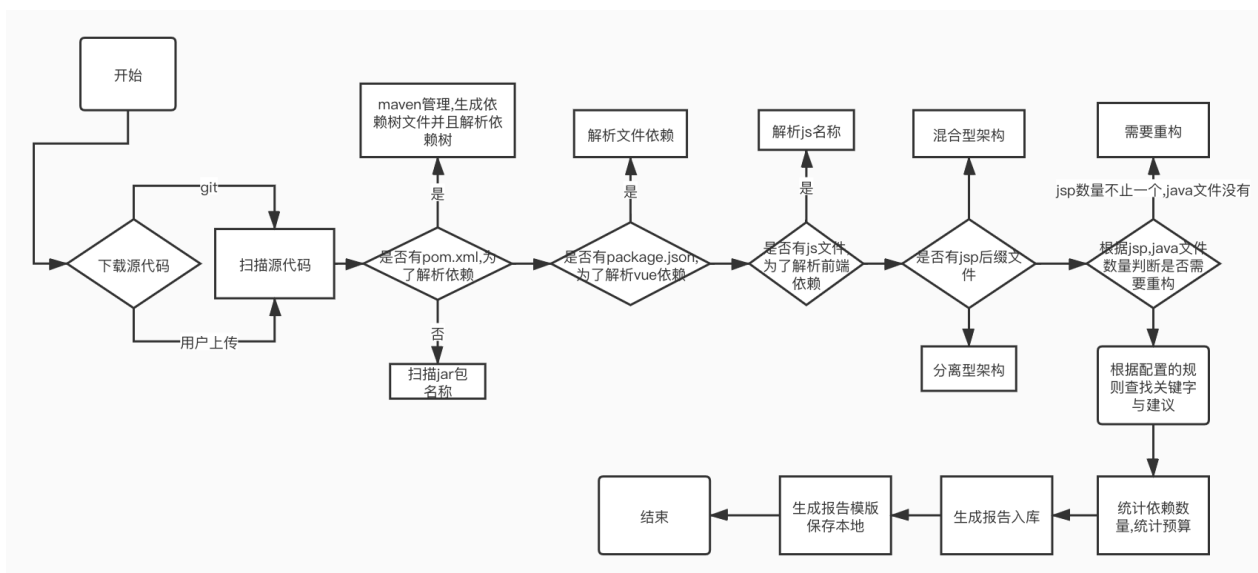 开始
git
下载源代码
用户上传
扫描源代码
maven管理,生成依
赖树文件并且解析依
赖树
是
是否有pom.xml,为
了解析依赖
否
扫描jar包
名称
解析文件依赖
是
是否有package.json,
为了解析vue依赖
解析js名称
是
是否有js文件
为了解析前端
依赖
混合型架构
是否有jsp后缀文
件
分离型架构
需要重构
jsp数量不止一个,java文件没有
根据jsp,java文件
数量判断是否需
要重构
根据配置的规
则查找关键字
与建议
统计依赖数
量,统计预算
生成报告入库
生成报告模版
保存本地
结束